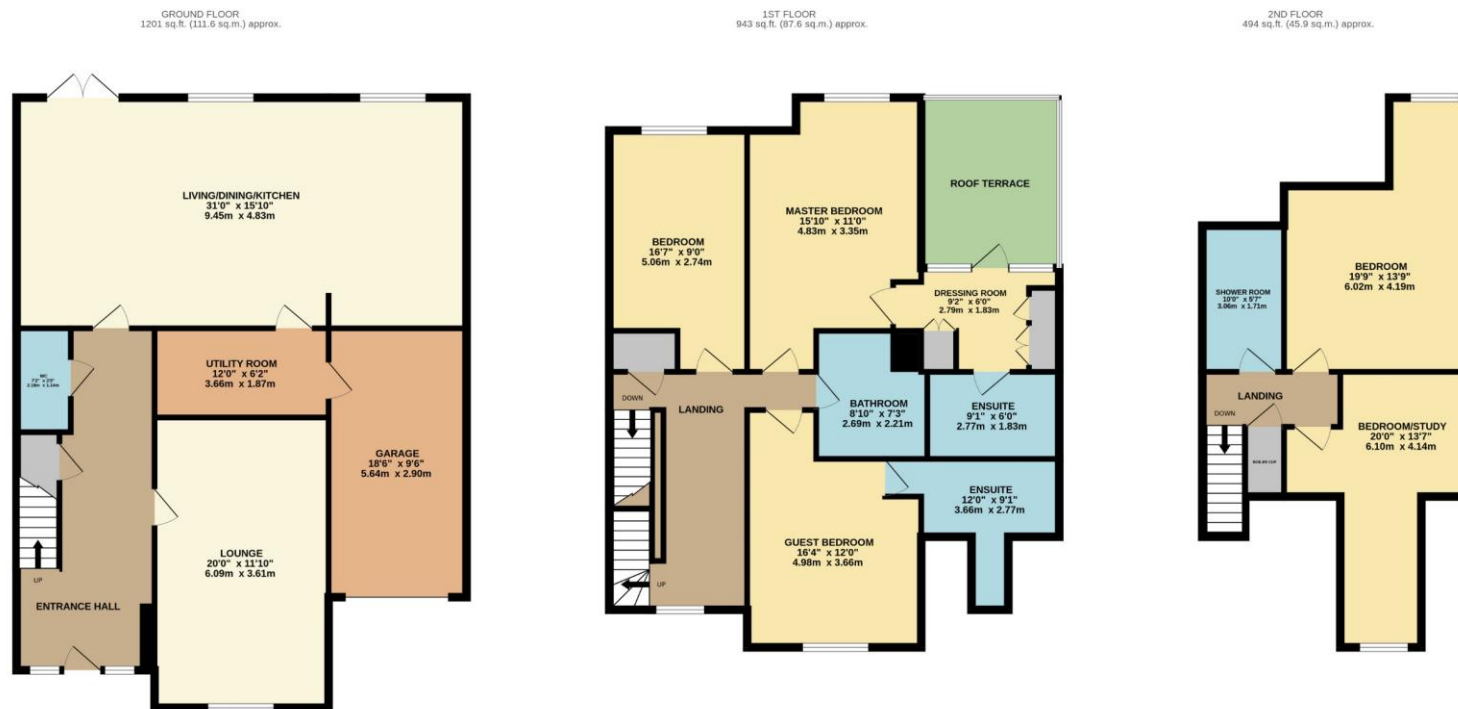 GROUND FLOOR
1201 sq.ft. (111.6 sq.m.) approx.
LIVING/DINING/KITCHEN
31'0" x 15'10"
9.45m x 4.83m
WC
UTILITY ROOM
12'0" x 6'2"
3.66m x 1.87m
GARAGE
18'6" x 9'6"
5.64m x 2.90m
LOUNGE
20'0" x 11'10"
6.09m x 3.61m
UP
ENTRANCE HALL
1ST FLOOR
943 sq.ft. (87.6 sq.m.) approx.
ROOF TERRACE
MASTER BEDROOM
15'10" x 11'0"
4.83m x 3.35m
BEDROOM
16'7" x 9'0"
5.06m x 2.74m
DRESSING ROOM
9'2" x 6'0"
2.79m x 1.83m
DOWN
LANDING
BATHROOM
8'10" x 7'3"
2.69m x 2.21m
ENSUITE
9'1" x 6'0"
2.77m x 1.83m
ENSUITE
12'0" x 9'1"
3.66m x 2.77m
GUEST BEDROOM
16'4" x 12'0"
4.98m x 3.66m
UP
2ND FLOOR
494 sq.ft. (45.9 sq.m.) approx.
BEDROOM
19'9" x 13'9"
6.02m x 4.19m
SHOWER ROOM
10'0" x 5'7"
3.06m x 1.71m
LANDING
DOWN
BEDROOM/STUDY
20'0" x 13'7"
6.10m x 4.14m
BOILER CUP